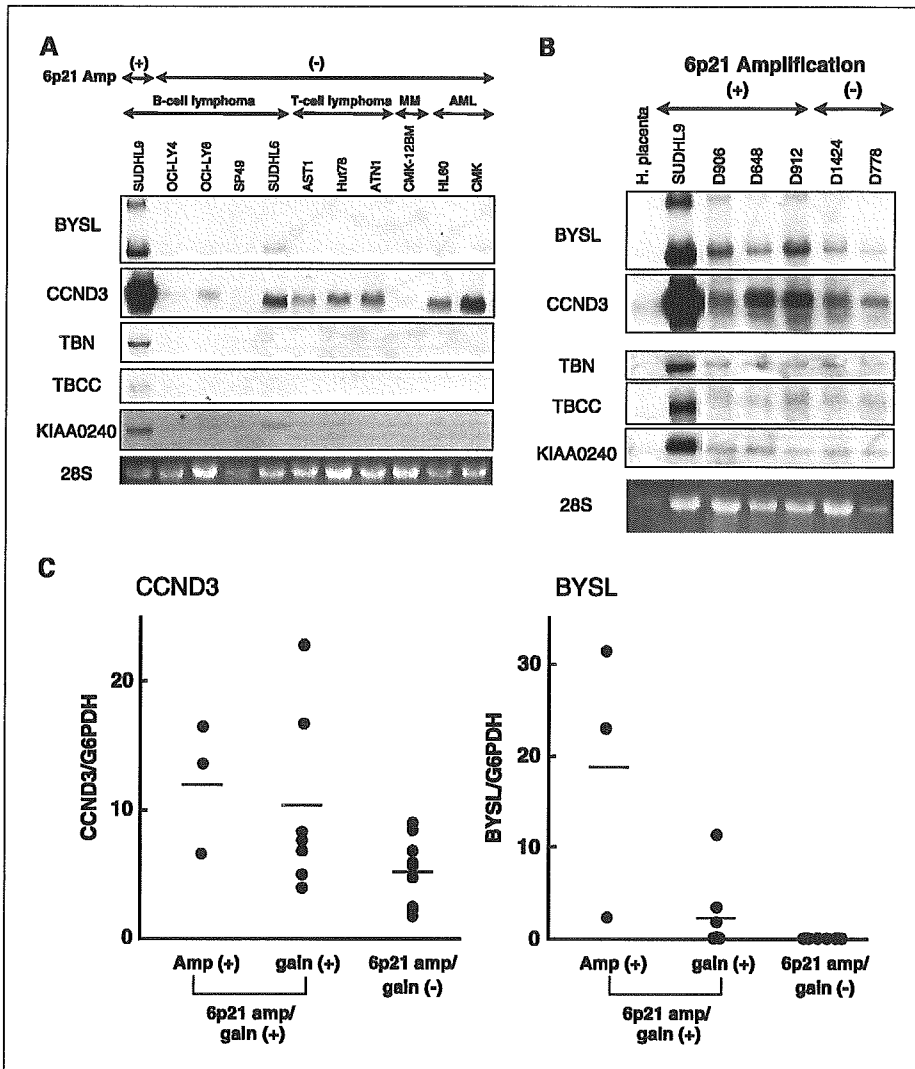 A
6p21 Amp (+) (-)
B-cell lymphoma T-cell lymphoma MM AML
SUDHL9 OCI-LY4 OCI-LY8 SP49 SUDHL6 AST1 Hut78 ATN1 CMK-12BM HL60 CMK
BYSL
CCND3
TBN
TBCC
KIAA0240
28S
B
6p21 Amplification
(+) (-)
H. placenta SUDHL9 D906 D648 D912 D1424 D778
BYSL
CCND3
TBN
TBCC
KIAA0240
28S
C
CCND3
CCND3/G6PDH
20
10
0
Amp (+) gain (+) 6p21 amp/
gain (-)
6p21 amp/
gain (+)
BYSL
BYSL/G6PDH
30
20
10
0
Amp (+) gain (+) 6p21 amp/
gain (-)
6p21 amp/
gain (+)